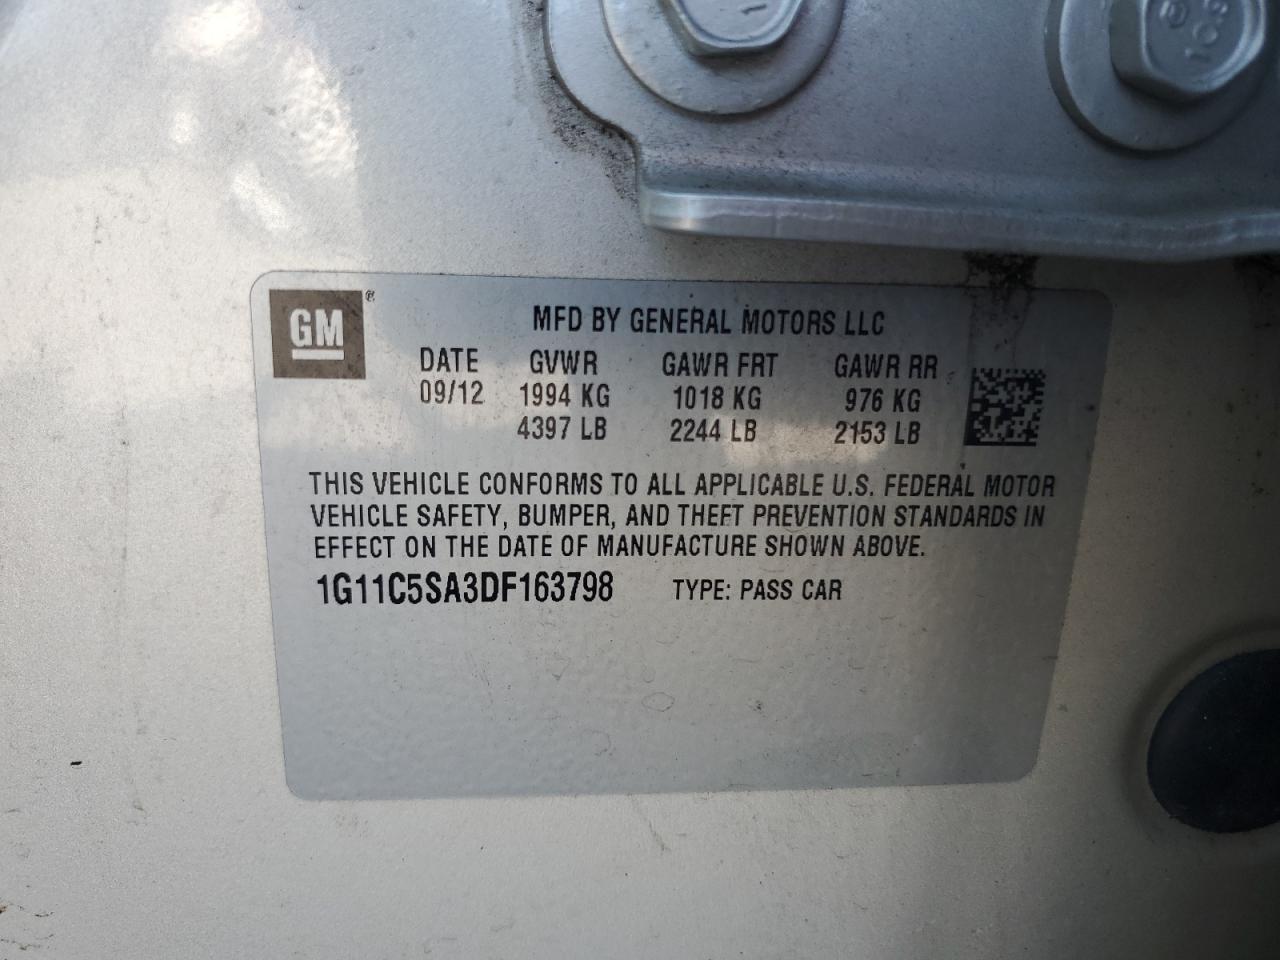 1
109
GM ®
MFD BY GENERAL MOTORS LLC
DATE GVWR GAWR FRT GAWR RR
09/12 1994 KG 1018 KG 976 KG
4397 LB 2244 LB 2153 LB
THIS VEHICLE CONFORMS TO ALL APPLICABLE U.S. FEDERAL MOTOR
VEHICLE SAFETY, BUMPER, AND THEFT PREVENTION STANDARDS IN
EFFECT ON THE DATE OF MANUFACTURE SHOWN ABOVE.
1G11C5SA3DF163798 TYPE: PASS CAR